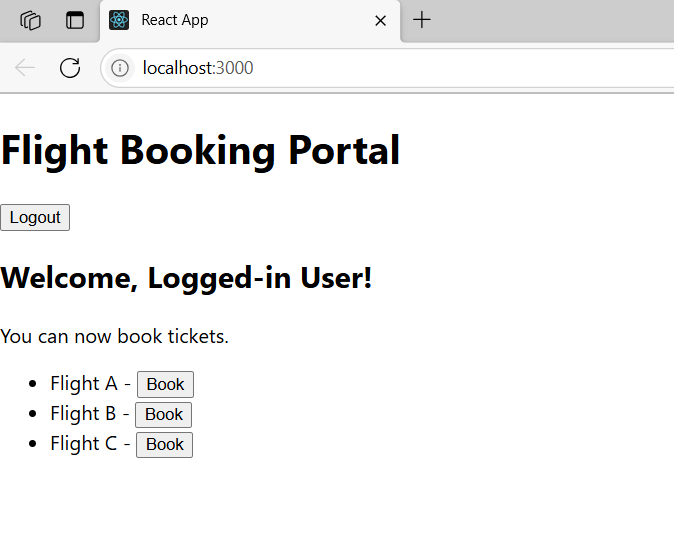 React App
localhost:3000
Flight Booking Portal
Logout
Welcome, Logged-in User!
You can now book tickets.
Flight A - Book
Flight B - Book
Flight C - Book